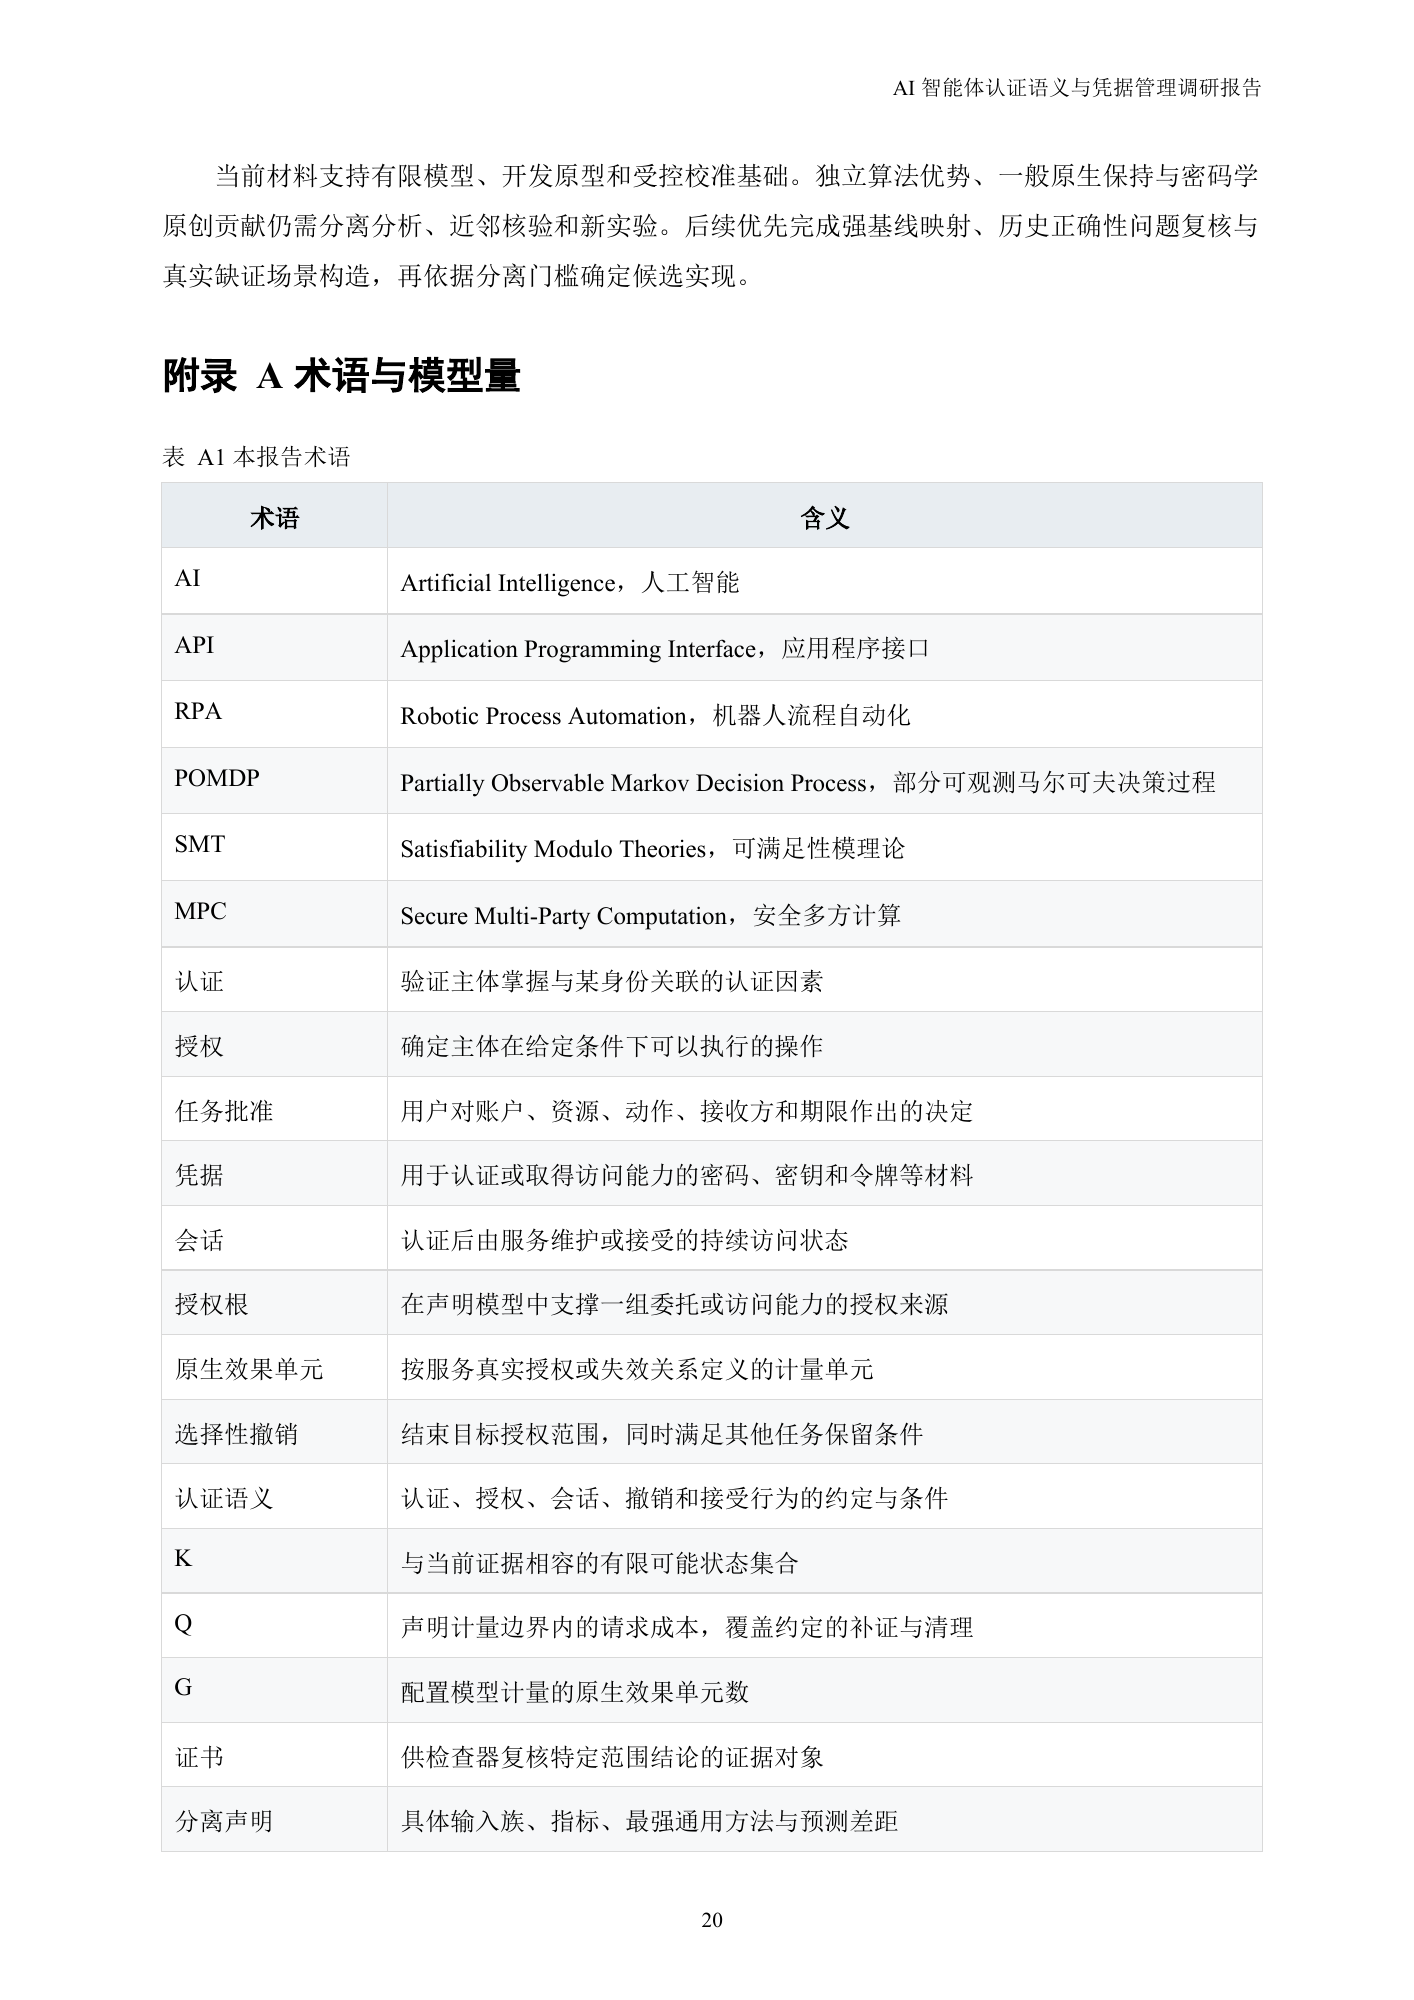 AI 智能体认证语义与凭据管理调研报告
当前材料支持有限模型、开发原型和受控校准基础。独立算法优势、一般原生保持与密码学
原创贡献仍需分离分析、近邻核验和新实验。后续优先完成强基线映射、历史正确性问题复核与
真实缺证场景构造，再依据分离门槛确定候选实现。
附录 A 术语与模型量
表 A1 本报告术语
术语 含义
AI Artificial Intelligence，人工智能
API Application Programming Interface，应用程序接口
RPA Robotic Process Automation，机器人流程自动化
POMDP Partially Observable Markov Decision Process，部分可观测马尔可夫决策过程
SMT Satisfiability Modulo Theories，可满足性模理论
MPC Secure Multi-Party Computation，安全多方计算
认证 验证主体掌握与某身份关联的认证因素
授权 确定主体在给定条件下可以执行的操作
任务批准 用户对账户、资源、动作、接收方和期限作出的决定
凭据 用于认证或取得访问能力的密码、密钥和令牌等材料
会话 认证后由服务维护或接受的持续访问状态
授权根 在声明模型中支撑一组委托或访问能力的授权来源
原生效果单元 按服务真实授权或失效关系定义的计量单元
选择性撤销 结束目标授权范围，同时满足其他任务保留条件
认证语义 认证、授权、会话、撤销和接受行为的约定与条件
K 与当前证据相容的有限可能状态集合
Q 声明计量边界内的请求成本，覆盖约定的补证与清理
G 配置模型计量的原生效果单元数
证书 供检查器复核特定范围结论的证据对象
分离声明 具体输入族、指标、最强通用方法与预测差距
20